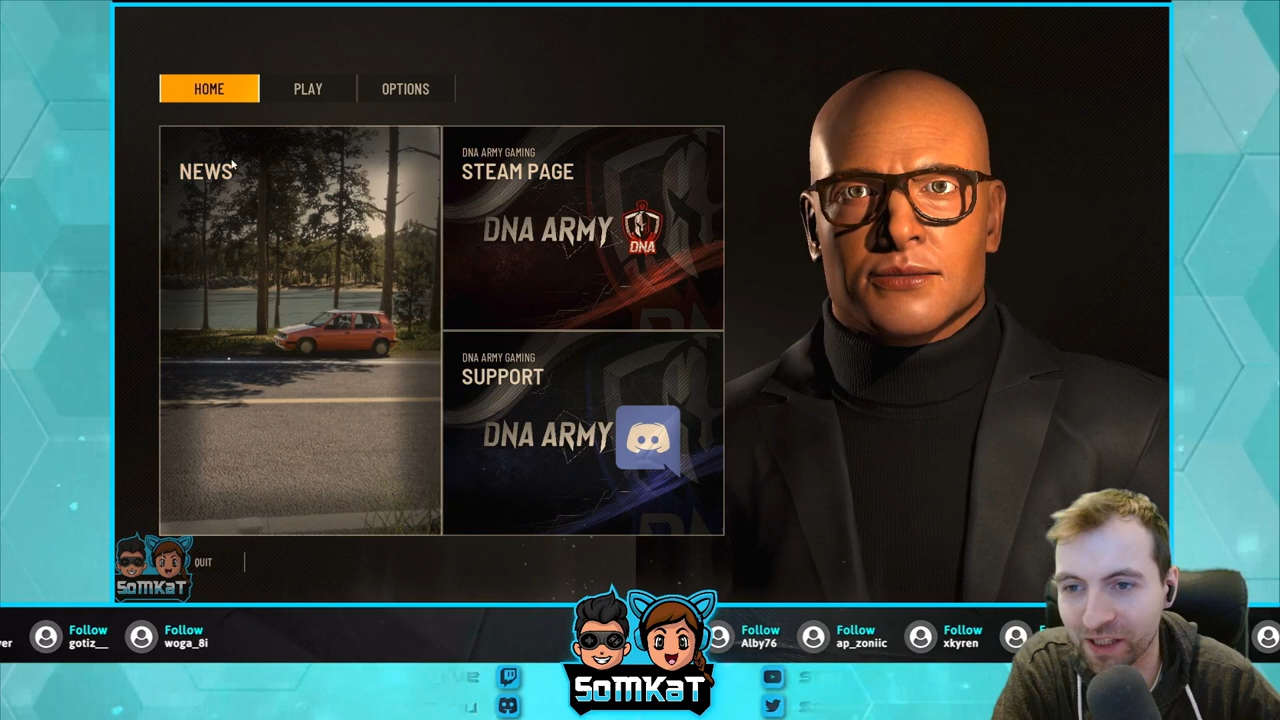 HOME
PLAY
OPTIONS
NEWS
DNA ARMY GAMING
STEAM PAGE
DNA ARMY
DNA
DNA ARMY GAMING
SUPPORT
DNA ARMY
QUIT
SOMKAT
Follow
gotiz__
Follow
woga_8i
Follow
Alby76
Follow
ap_zoniic
Follow
xkyren
SOMKAT